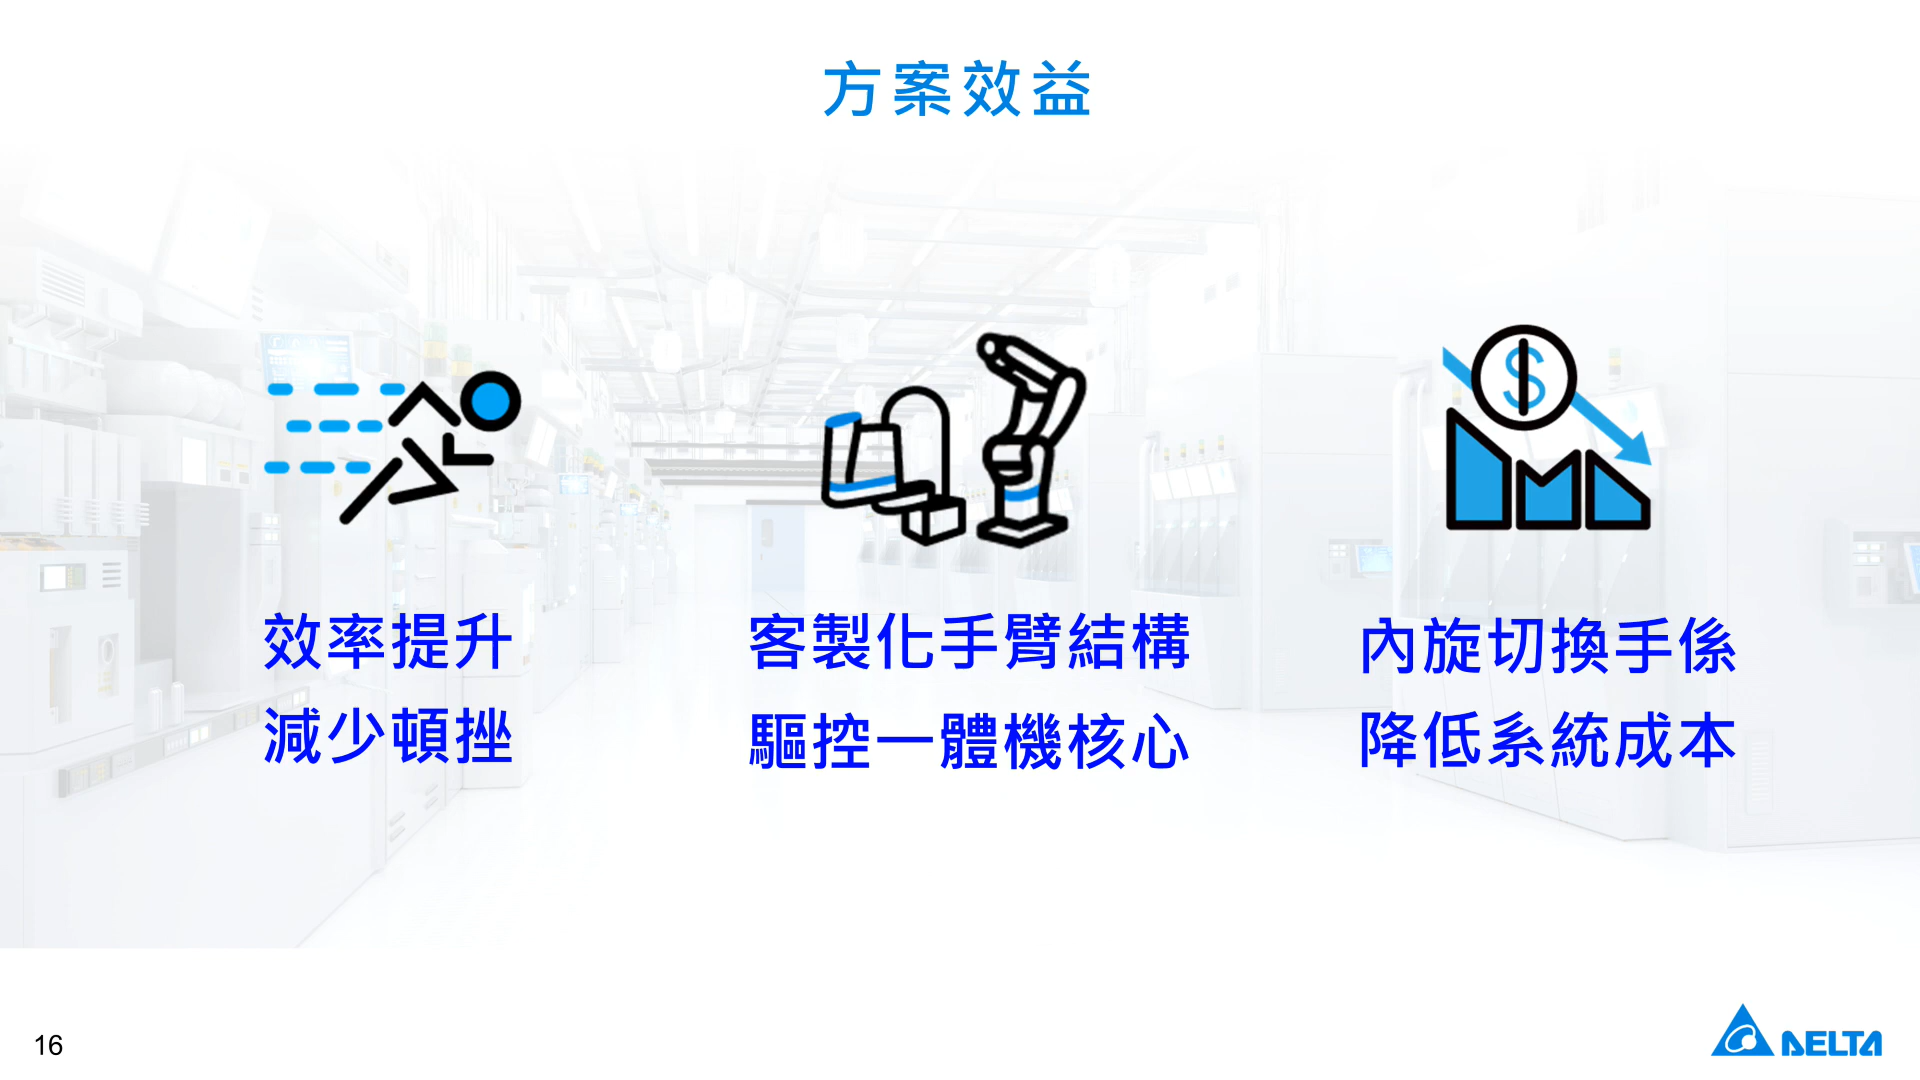 方案效益
$
效率提升
減少頓挫
客製化手臂結構
驅控一體機核心
內旋切換手係
降低系統成本
16
DELTA